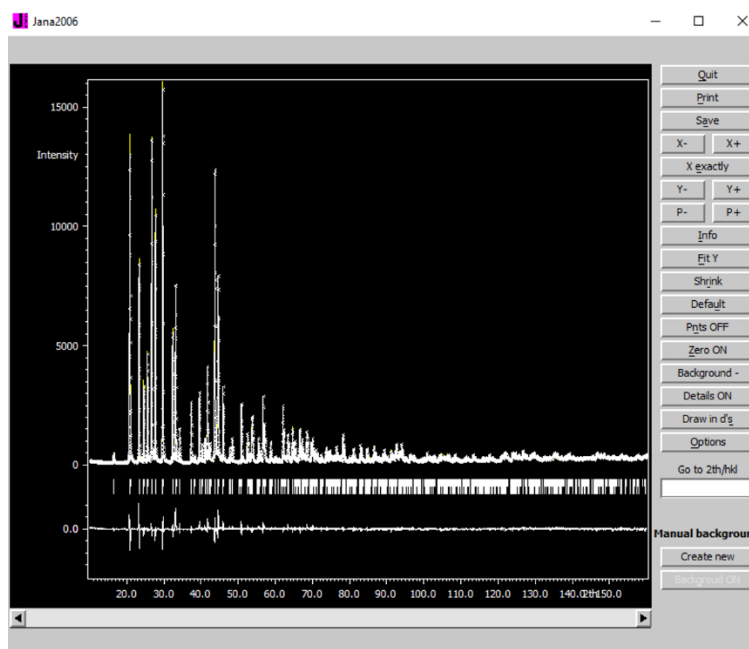 Jana2006
Quit
Print
Save
X- X+
X exactly
Y- Y+
P- P+
Info
Fit Y
Shrink
Default
Pnts OFF
Zero ON
Background -
Details ON
Draw in d's
Options
Go to 2th/hkl
Manual backgroun
Create new
Backgroud ON
15000
Intensity
10000
5000
0
0.0
20.0 30.0 40.0 50.0 60.0 70.0 80.0 90.0 100.0 110.0 120.0 130.0 140.0 2th 150.0